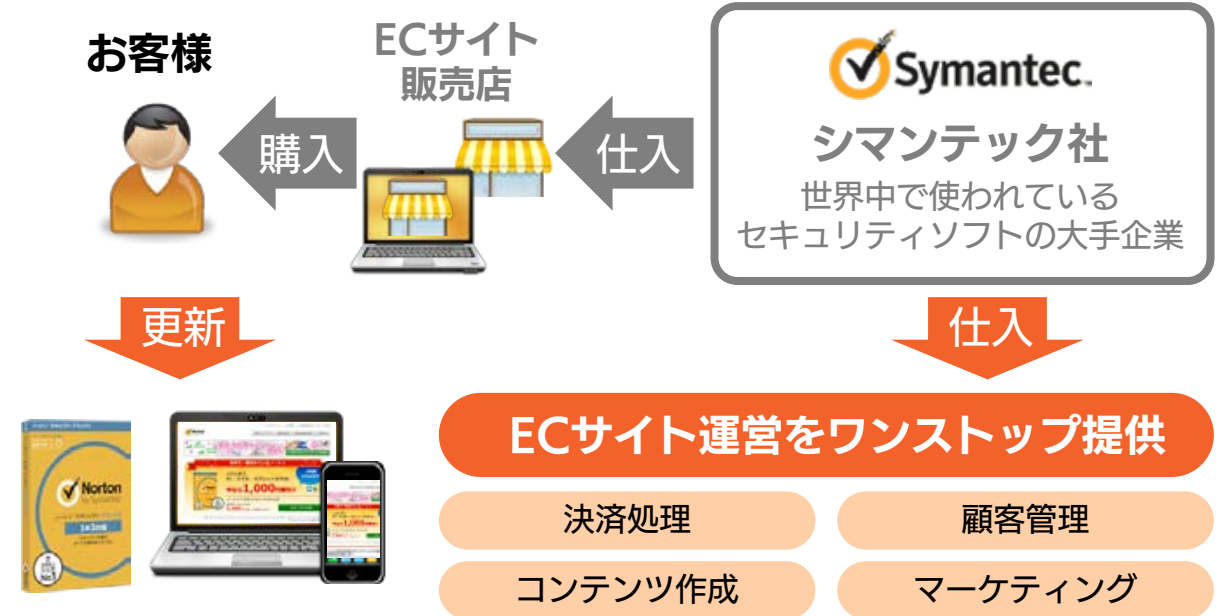 お客様
ECサイト
販売店
購入
仕入
Symantec™
シマンテック社
世界中で使われている
セキュリティソフトの大手企業
更新
仕入
Norton
by Symantec
1,000
ECサイト運営をワンストップ提供
決済処理
顧客管理
コンテンツ作成
マーケティング